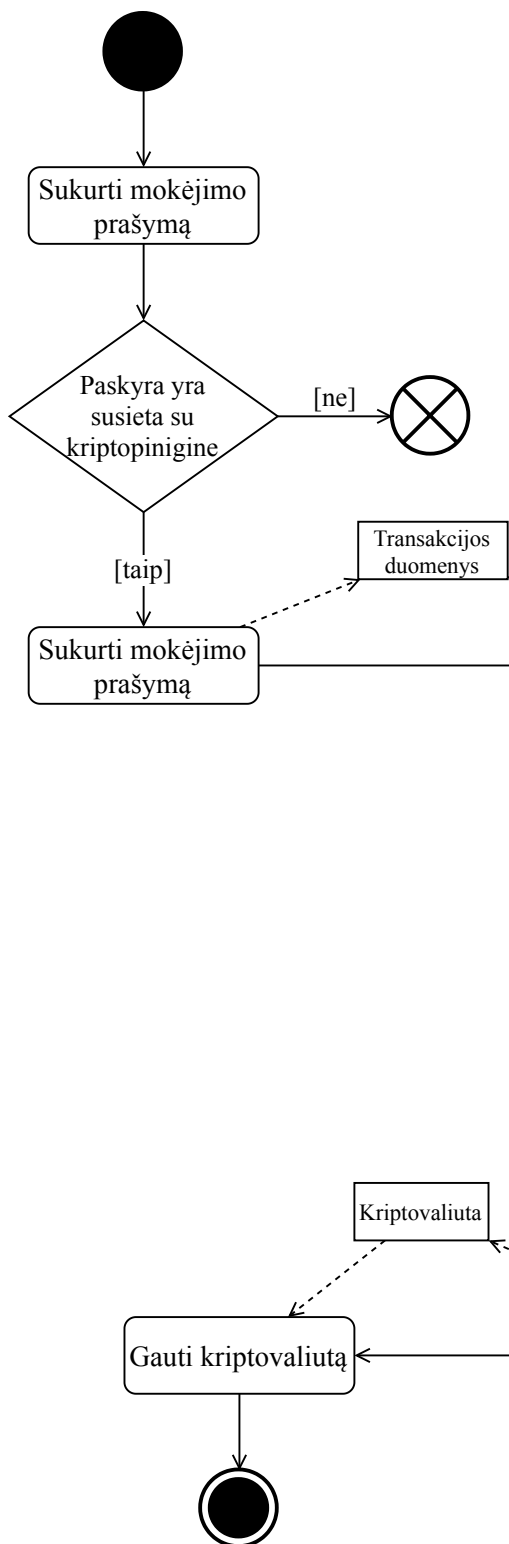 Sukurti mokėjimo
prašymą
Paskyra yra
susieta su
kriptopinigine
[ne]
[taip]
Transakcijos
duomenys
Sukurti mokėjimo
prašymą
Kriptovaliuta
Gauti kriptovaliutą